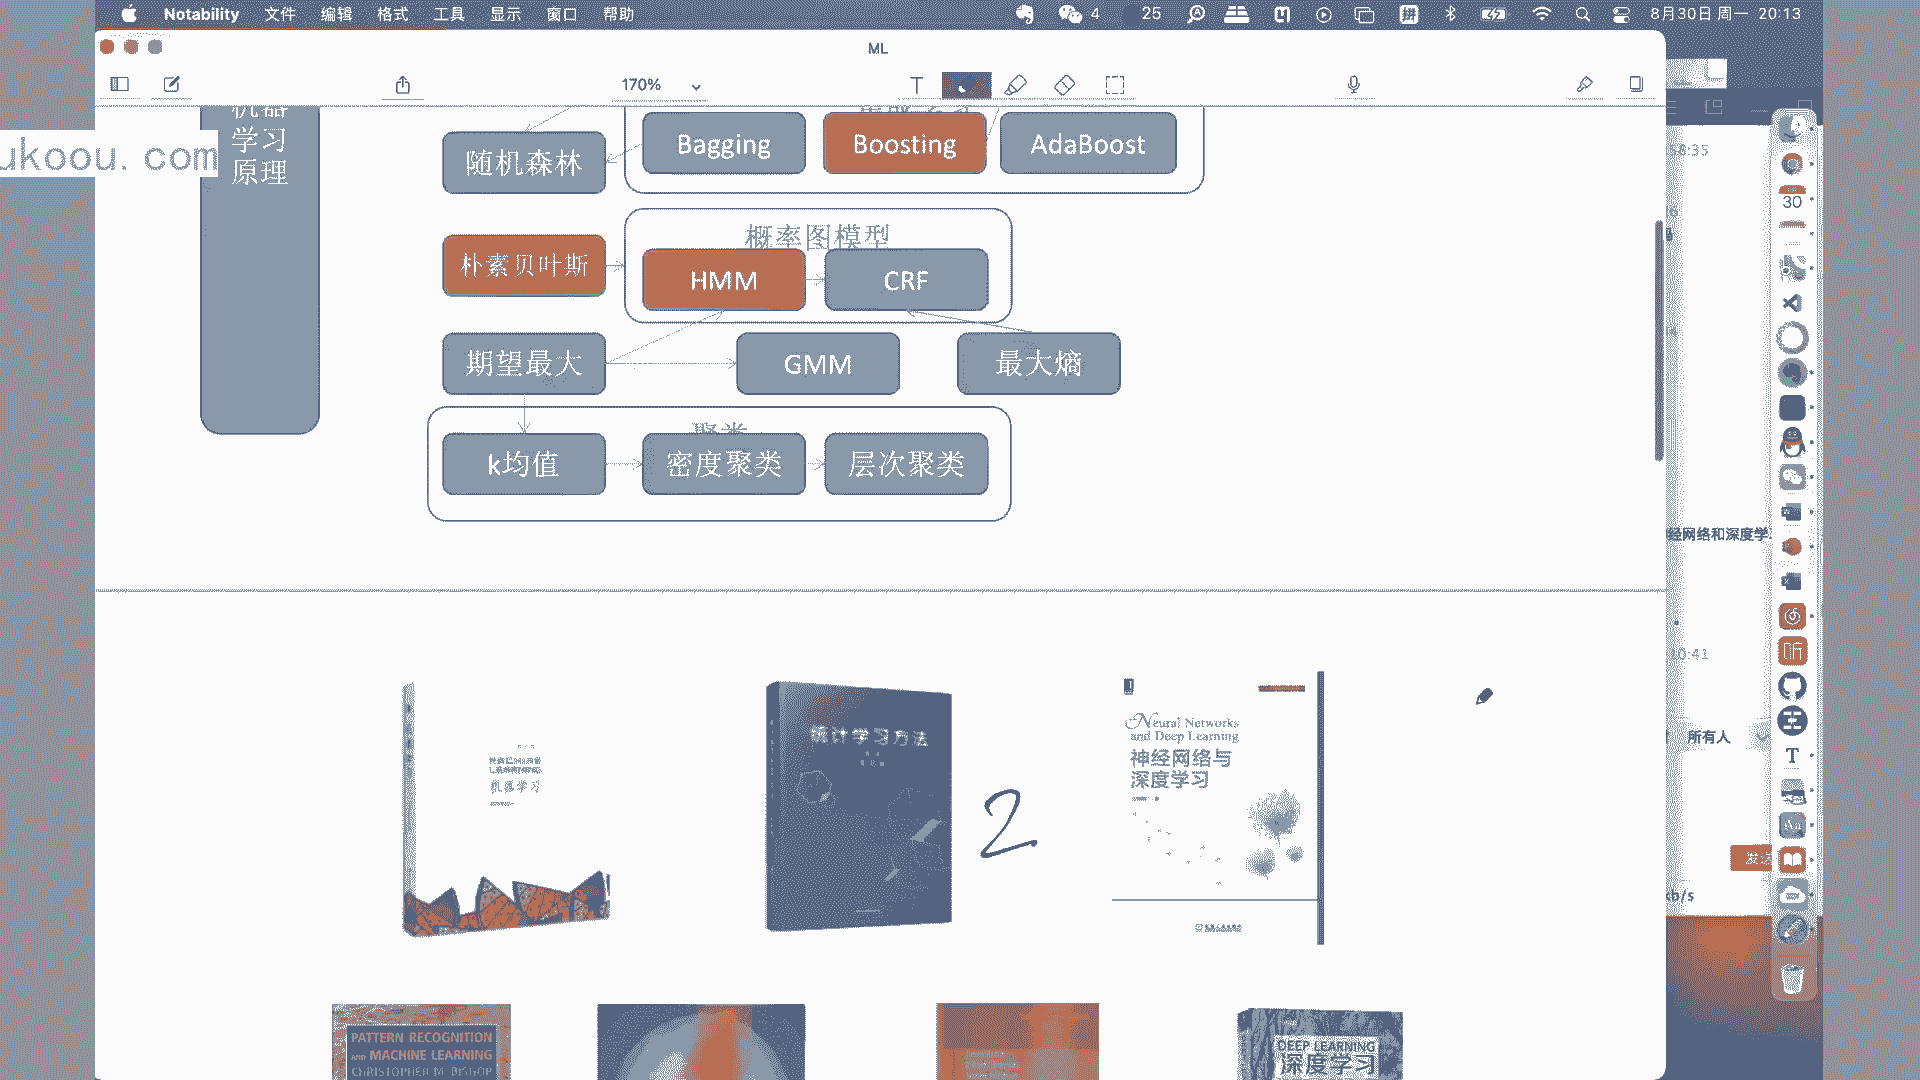 Notability 文件 编辑 格式 工具 显示 窗口 帮助
4
25
8月30日 周一 20:13
ML
170%
T
ukoou. com
机器
学习
原理
随机森林
Bagging
Boosting
AdaBoost
概率图模型
朴素贝叶斯
HMM
CRF
期望最大
GMM
最大熵
聚类
k均值
密度聚类
层次聚类
58:35
30
经网络和深度学
10:41
所有人
T
Aa
发送
kb/s
机器学习
统计学习方法
2
Neural Networks
and Deep Learning
神经网络与
深度学习
PATTERN RECOGNITION
AND MACHINE LEARNING
CHRISTOPHER M. BISHOP
DEEP LEARNING
深度学习